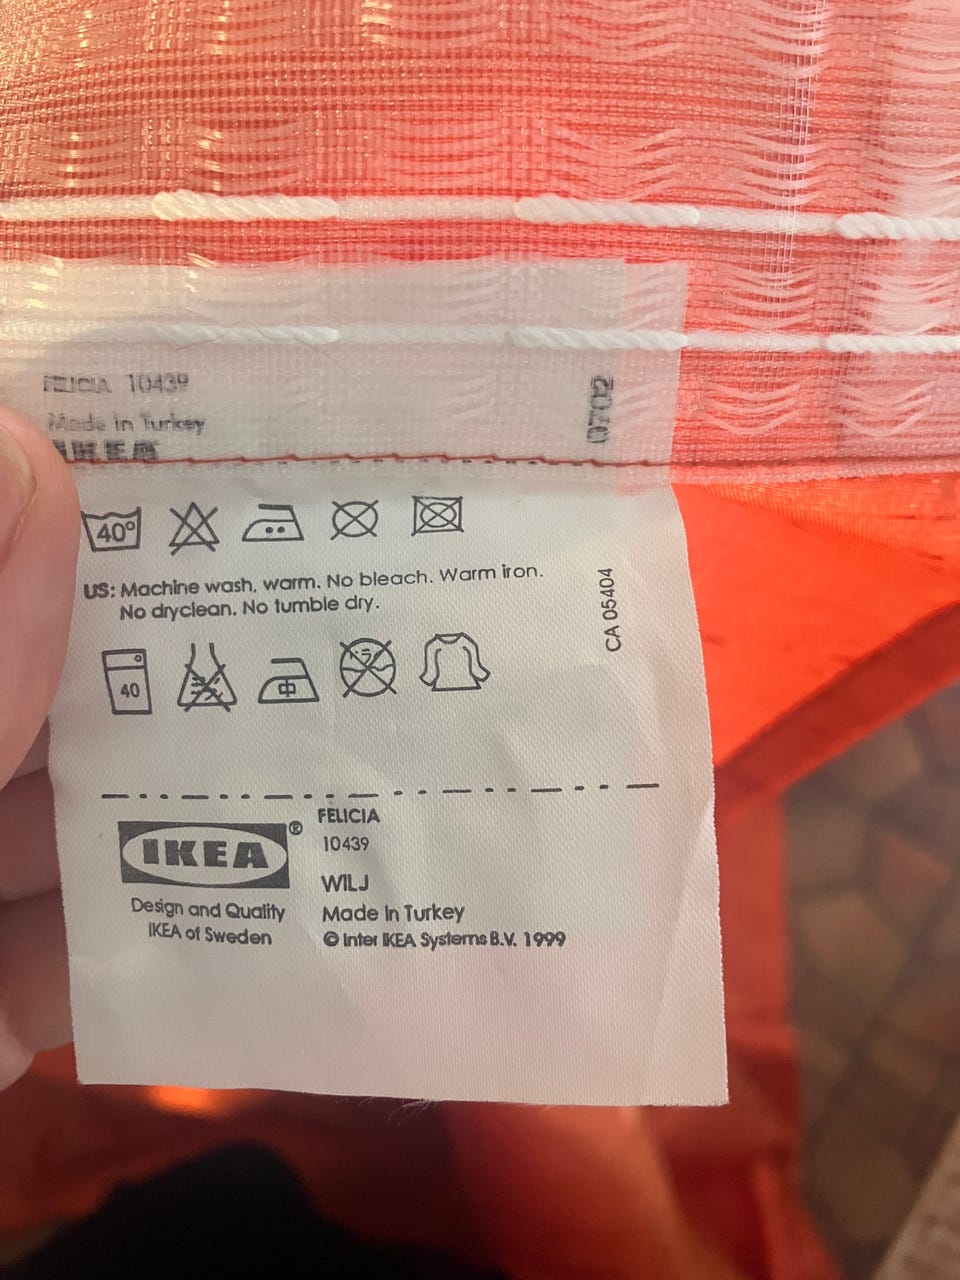 FELICIA 10439
Made in Turkey
IKEA
0702
40°
US: Machine wash, warm. No bleach. Warm iron.
No dryclean. No tumble dry.
CA 05404
40
中
IKEA®
Design and Quality
IKEA of Sweden
FELICIA
10439
WILJ
Made in Turkey
© Inter IKEA Systems B.V. 1999